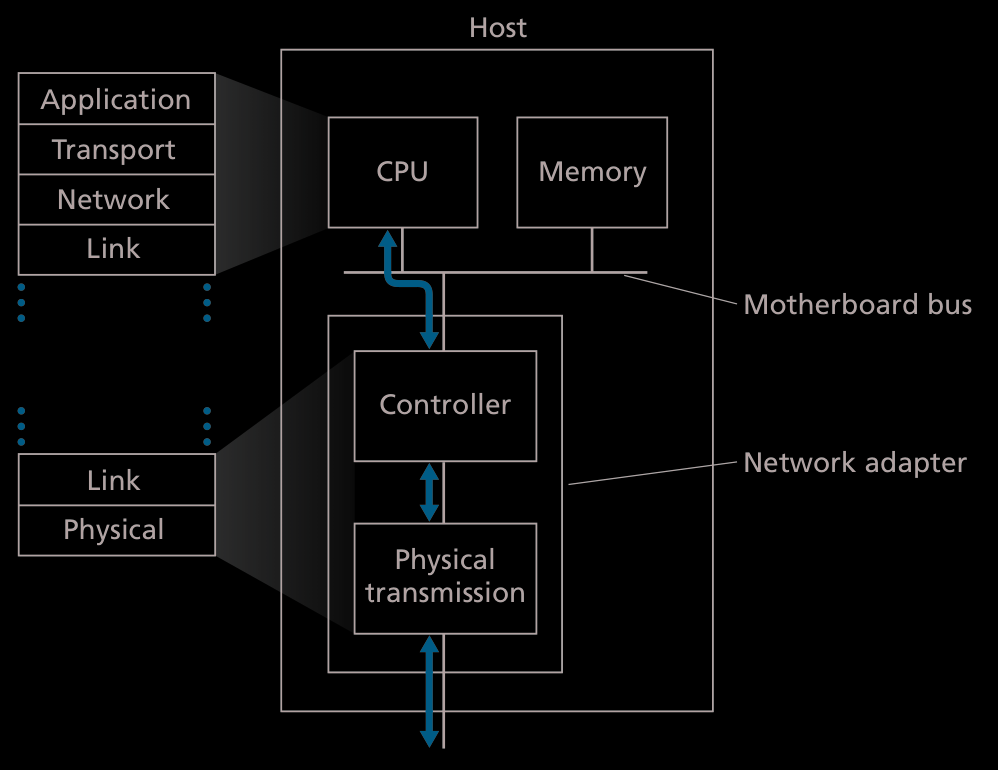 Host
Application
Transport
Network
Link
CPU
Memory
Motherboard bus
Controller
Network adapter
Link
Physical
Physical
transmission